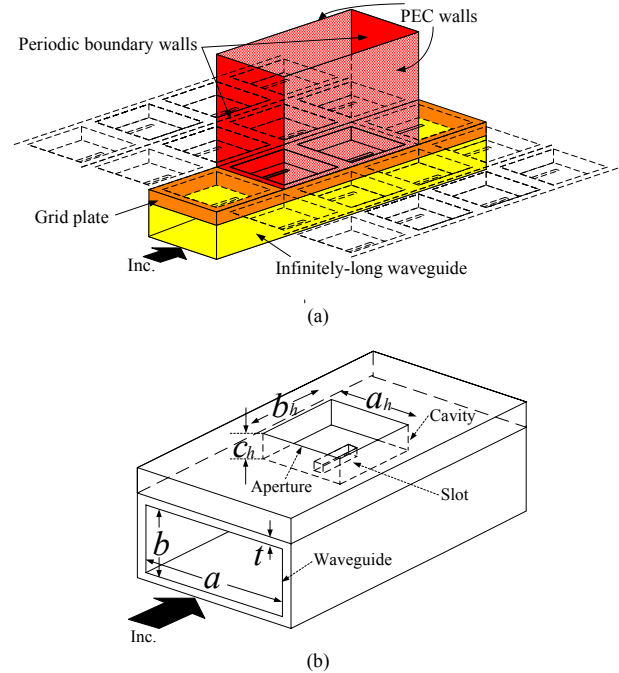 PEC walls
Periodic boundary walls
Grid plate
Inc.
Infinitely-long waveguide
(a)
b_h
a_h
Cavity
c_h
Aperture
Slot
b
t
Waveguide
a
Inc.
(b)